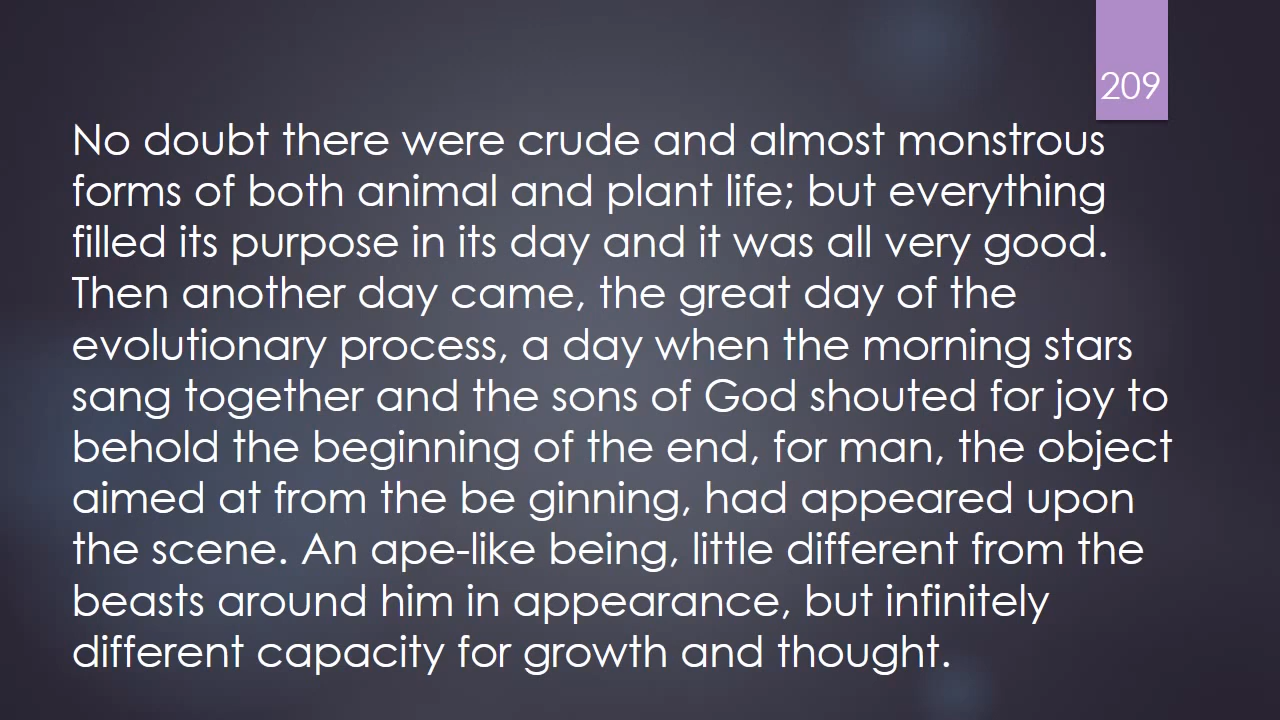 209
No doubt there were crude and almost monstrous
forms of both animal and plant life; but everything
filled its purpose in its day and it was all very good.
Then another day came, the great day of the
evolutionary process, a day when the morning stars
sang together and the sons of God shouted for joy to
behold the beginning of the end, for man, the object
aimed at from the be ginning, had appeared upon
the scene. An ape-like being, little different from the
beasts around him in appearance, but infinitely
different capacity for growth and thought.